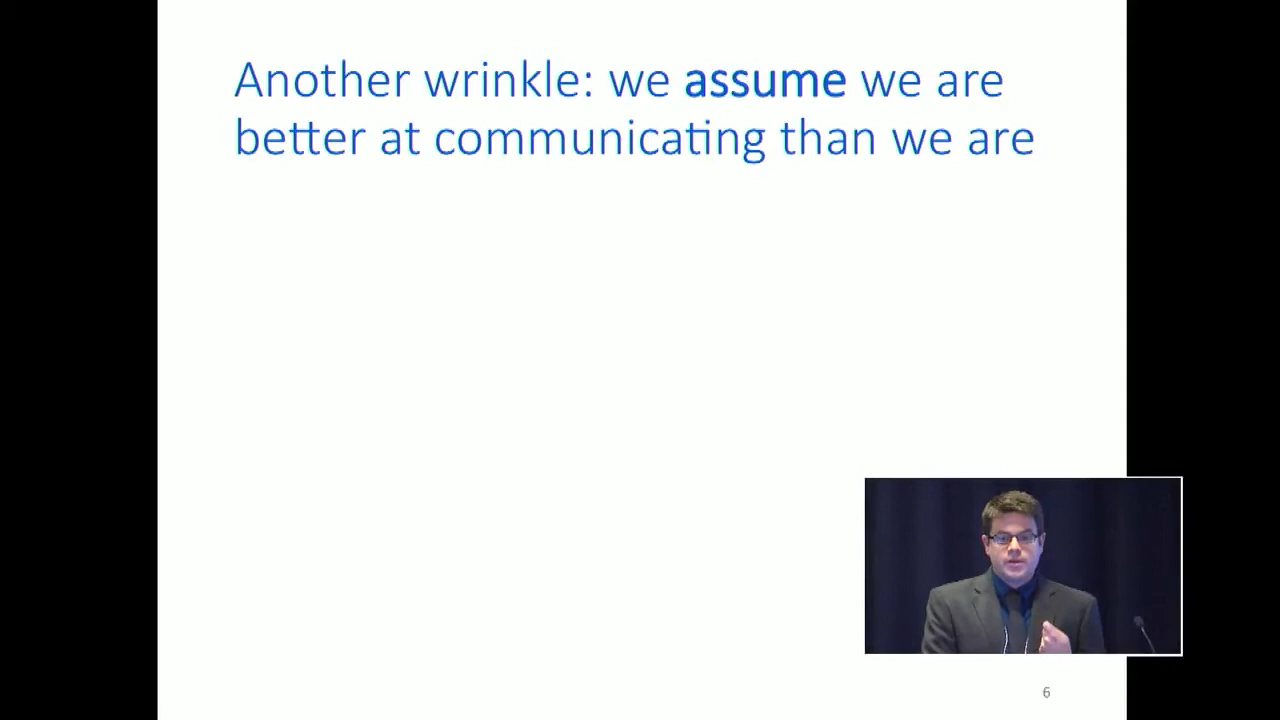 Another wrinkle: we assume we are
better at communicating than we are
6